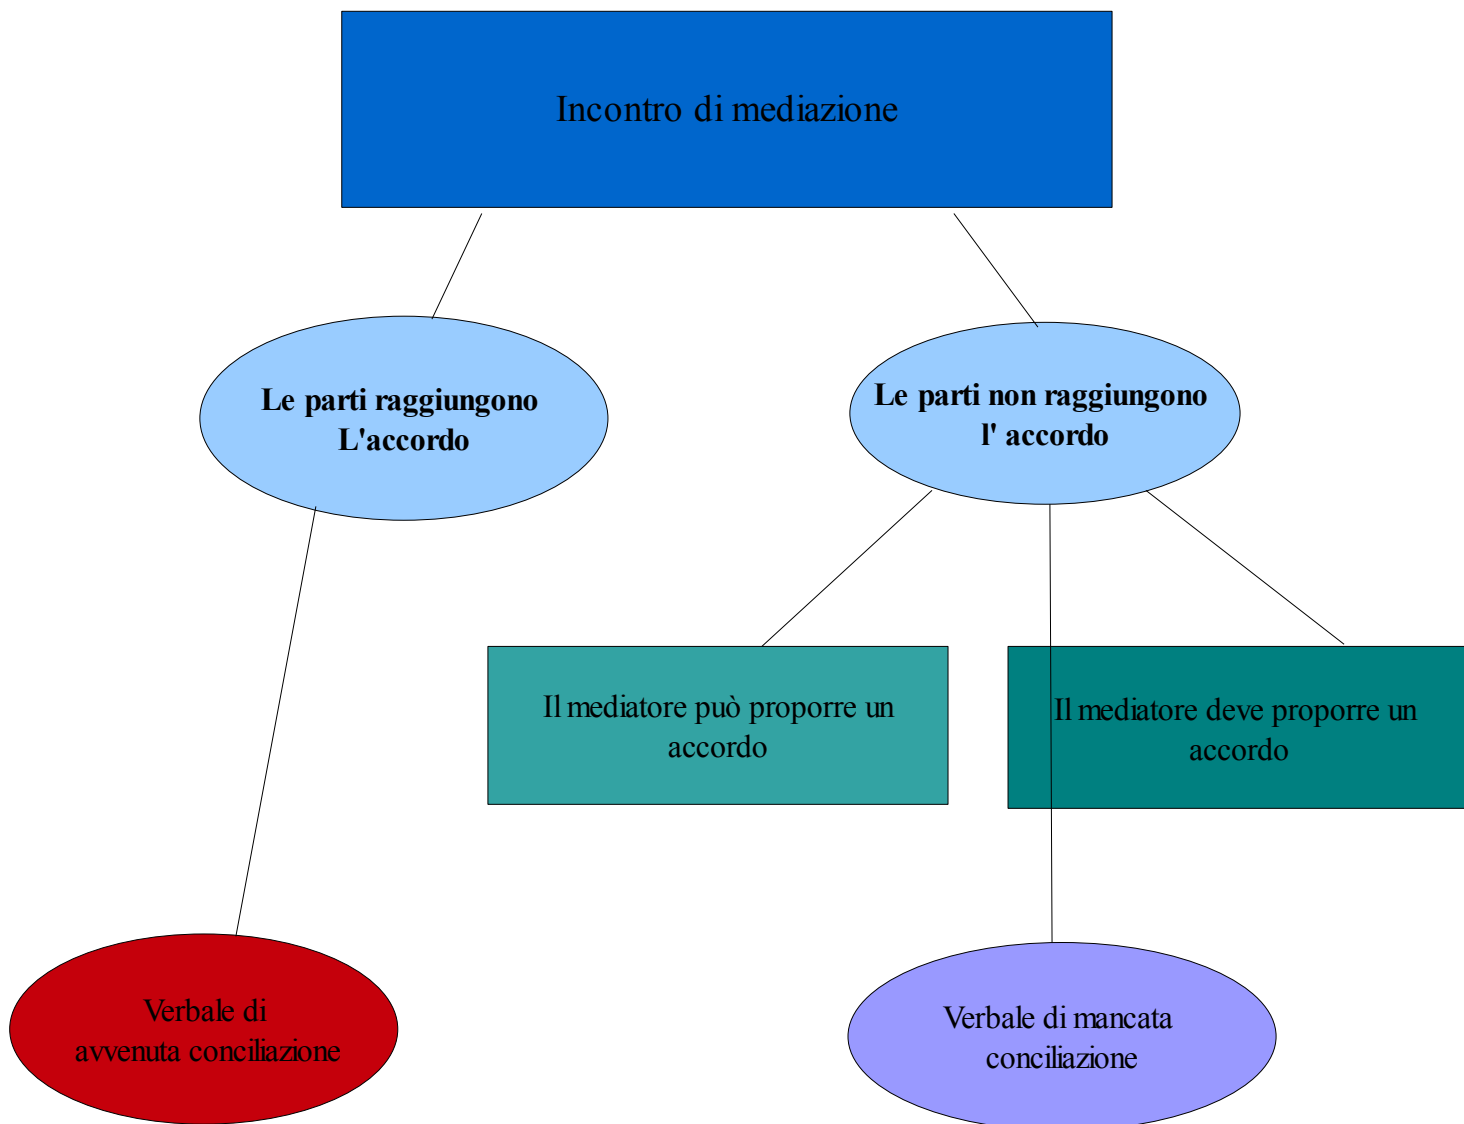 Incontro di mediazione
Le parti raggiungono
L'accordo
Le parti non raggiungono
l' accordo
Il mediatore può proporre un
accordo
Il mediatore deve proporre un
accordo
Verbale di
avvenuta conciliazione
Verbale di mancata
conciliazione